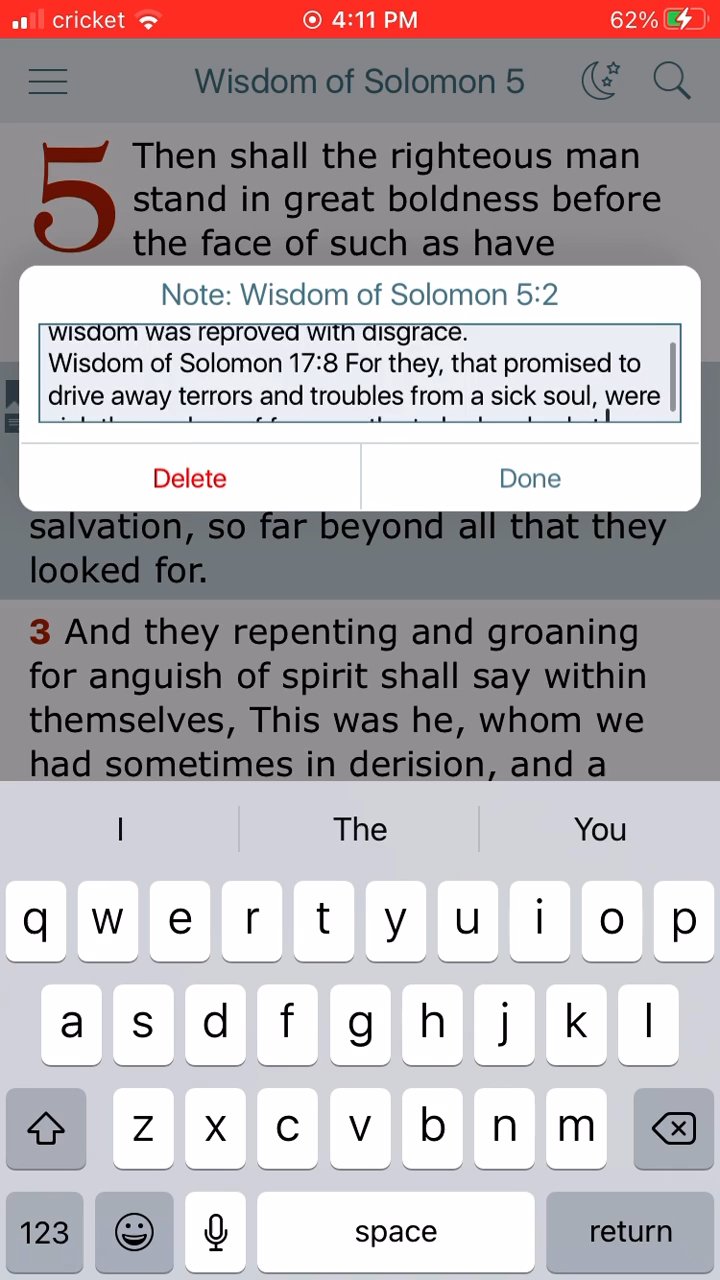 cricket 4:11 PM 62%
Wisdom of Solomon 5
5 Then shall the righteous man
stand in great boldness before
the face of such as have
Note: Wisdom of Solomon 5:2
wisdom was reproved with disgrace.
Wisdom of Solomon 17:8 For they, that promised to
drive away terrors and troubles from a sick soul, were
Delete Done
salvation, so far beyond all that they
looked for.
3 And they repenting and groaning
for anguish of spirit shall say within
themselves, This was he, whom we
had sometimes in derision, and a
I The You
q w e r t y u i o p
a s d f g h j k l
z x c v b n m
123 space return